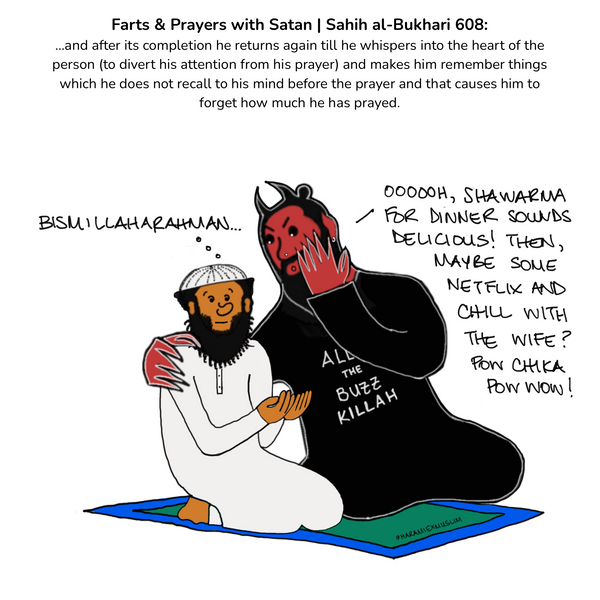 Farts & Prayers with Satan | Sahih al-Bukhari 608:
...and after its completion he returns again till he whispers into the heart of the
person (to divert his attention from his prayer) and makes him remember things
which he does not recall to his mind before the prayer and that causes him to
forget how much he has prayed.
BISMILLAHARAHMAN...
OOOOOH, SHAWARMA
FOR DINNER SOUNDS
DELICIOUS! THEN,
MAYBE SOME
NETFLIX AND
CHILL WITH
THE WIFE?
POW CHIKA
POW WOW!
ALL
THE
BUZZ
KILLAH
@HARAMIEXMUSLIM